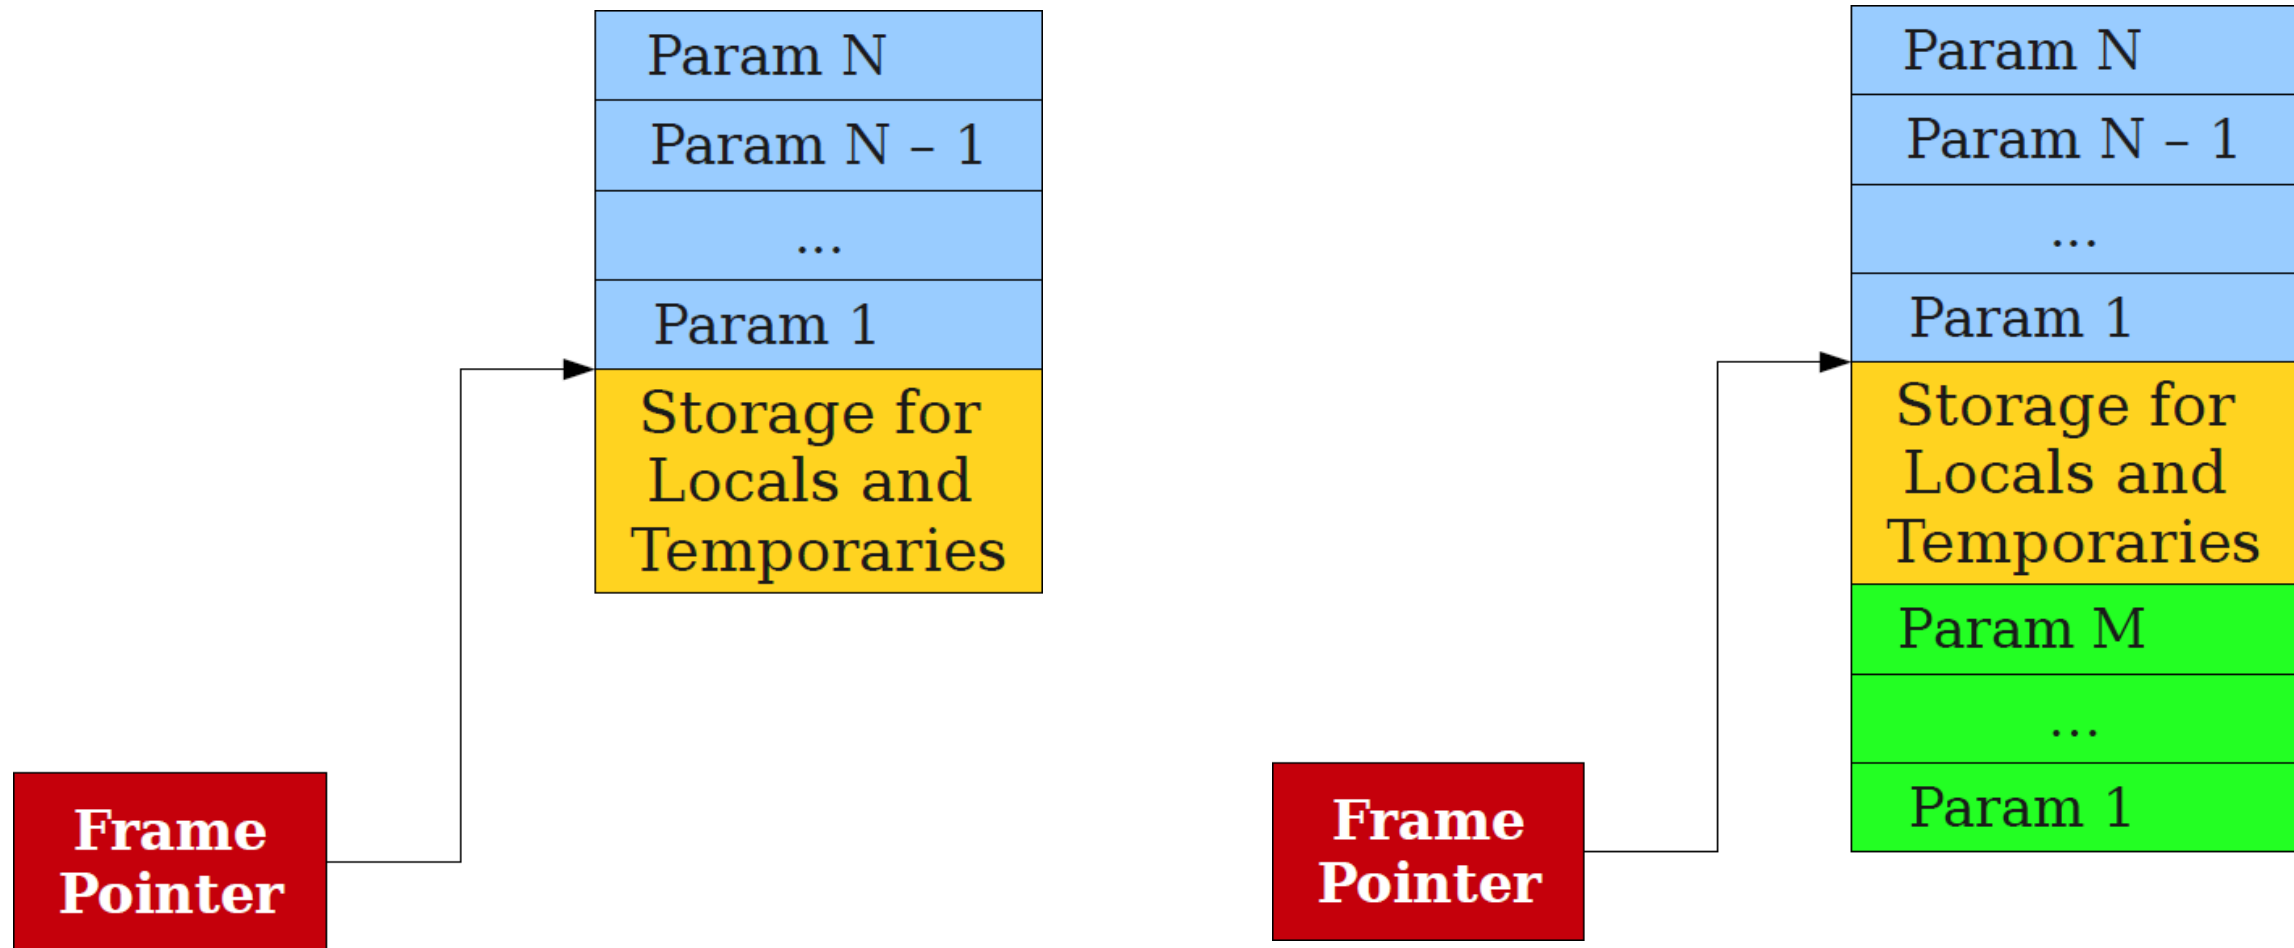 Param N
Param N – 1
...
Param 1
Storage for
Locals and
Temporaries
Frame
Pointer
Param N
Param N – 1
...
Param 1
Storage for
Locals and
Temporaries
Param M
...
Param 1
Frame
Pointer